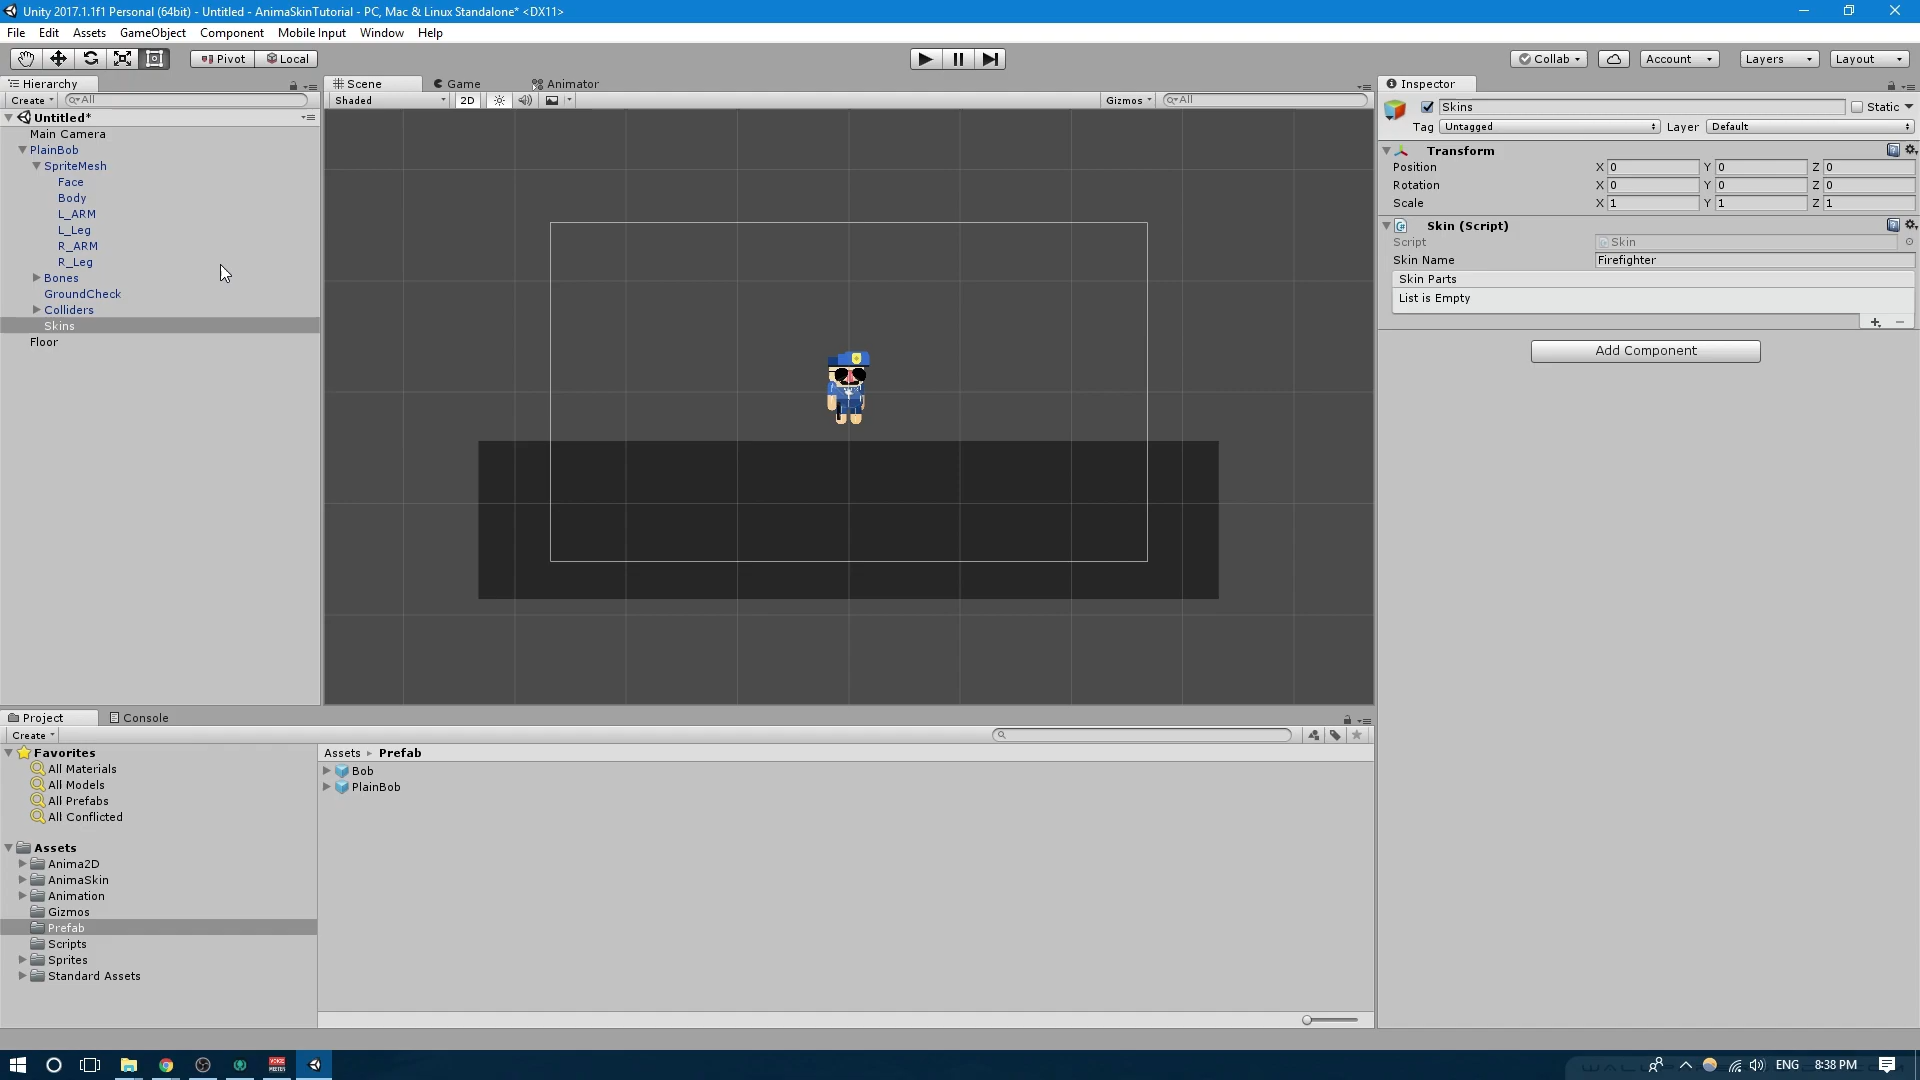 Unity 2017.1.1f1 Personal (64bit) - Untitled - AnimaSkinTutorial - PC, Mac & Linux Standalone* <DX11>
File Edit Assets GameObject Component Mobile Input Window Help
Pivot Local Collab Account Layers Layout
Hierarchy
Create All
Untitled*
Main Camera
PlainBob
SpriteMesh
Face
Body
L_ARM
L_Leg
R_ARM
R_Leg
Bones
GroundCheck
Colliders
Skins
Floor
Scene Game Animator
Shaded 2D Gizmos All
Inspector
Skins Static
Tag Untagged Layer Default
Transform
Position X 0 Y 0 Z 0
Rotation X 0 Y 0 Z 0
Scale X 1 Y 1 Z 1
Skin (Script)
Script Skin
Skin Name Firefighter
Skin Parts
List is Empty
Add Component
Project Console
Create
Favorites
All Materials
All Models
All Prefabs
All Conflicted
Assets
Anima2D
AnimaSkin
Animation
Gizmos
Prefab
Scripts
Sprites
Standard Assets
Assets Prefab
Bob
PlainBob
ENG 8:38 PM